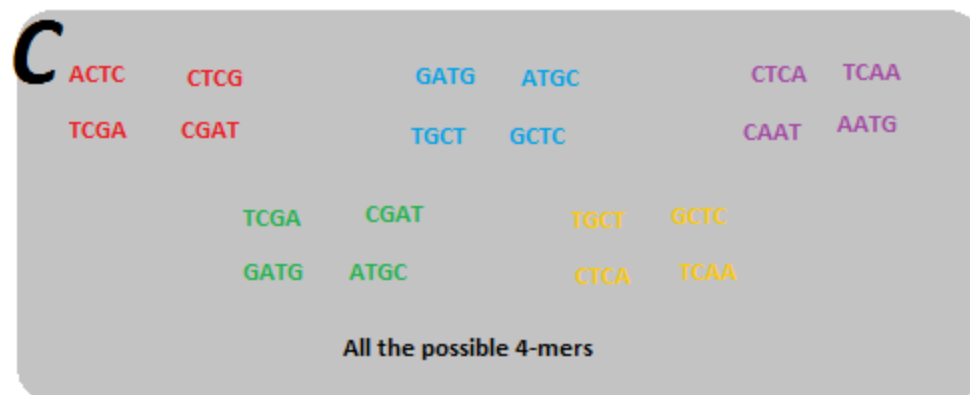 C
ACTC CTCG GATG ATGC CTCA TCAA
TCGA CGAT TGCT GCTC CAAT AATG
TCGA CGAT TGCT GCTC
GATG ATGC CTCA TCAA
All the possible 4-mers